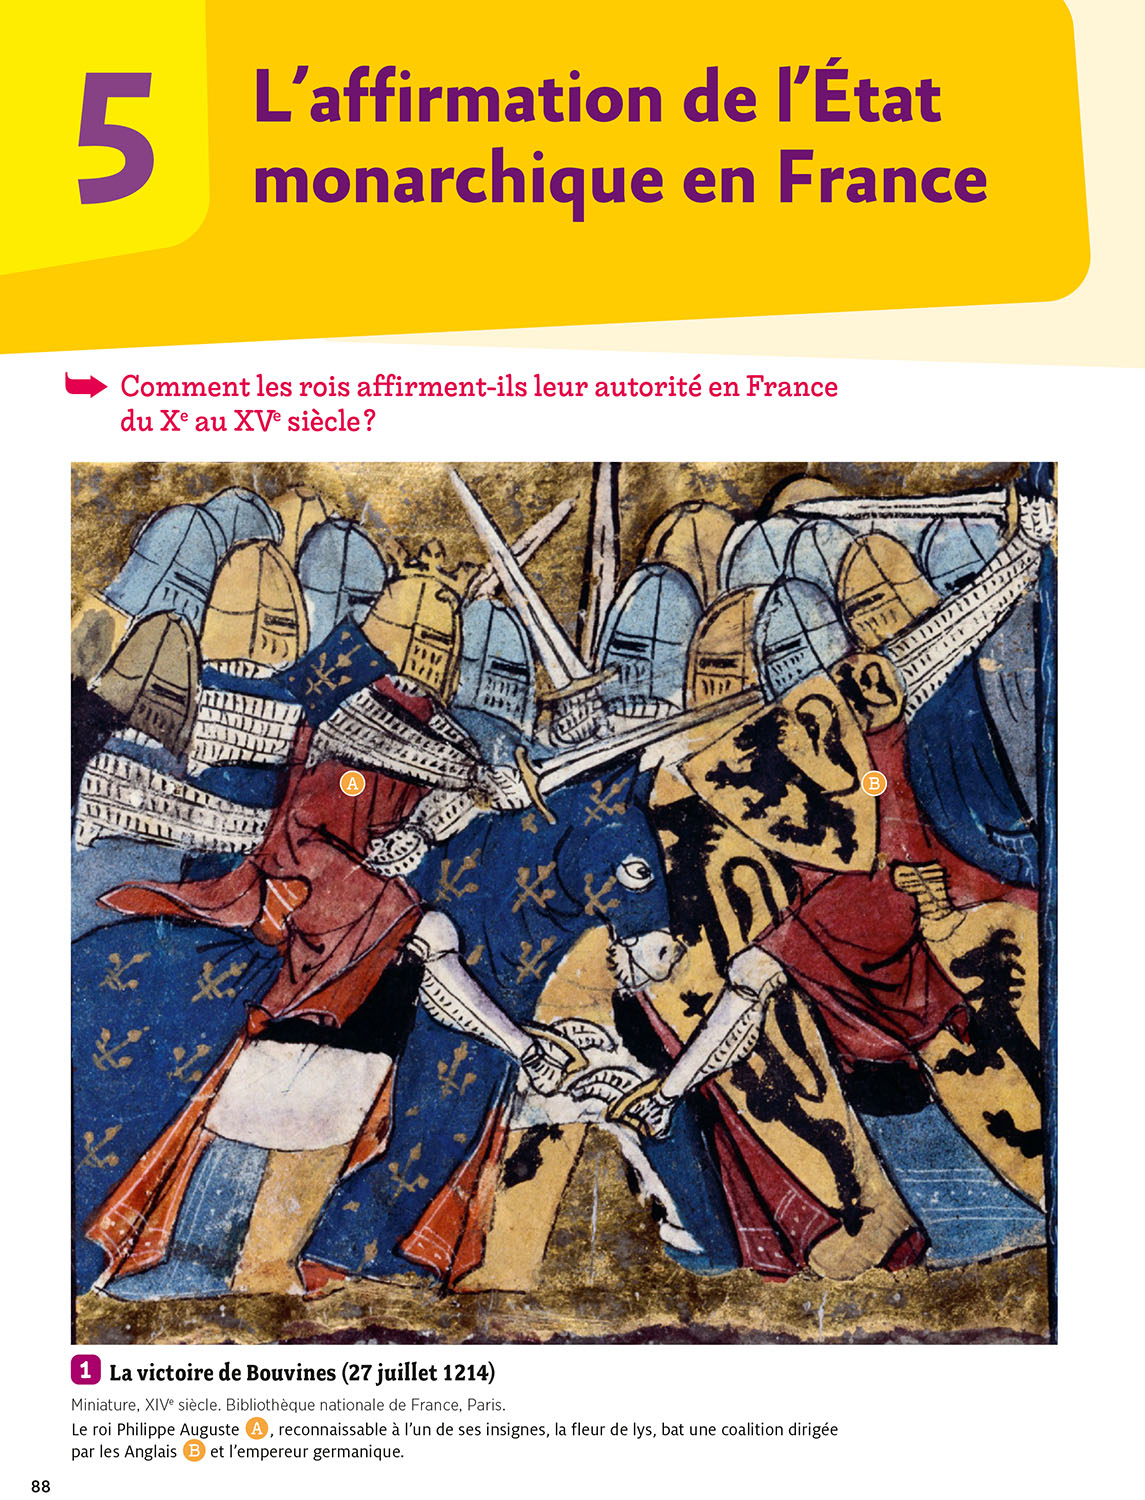 5
L'affirmation de l'État
monarchique en France
Comment les rois affirment-ils leur autorité en France
du Xe au XVe siècle ?
A
B
1 La victoire de Bouvines (27 juillet 1214)
Miniature, XIVe siècle. Bibliothèque nationale de France, Paris.
Le roi Philippe Auguste A, reconnaissable à l'un de ses insignes, la fleur de lys, bat une coalition dirigée
par les Anglais B et l'empereur germanique.
88